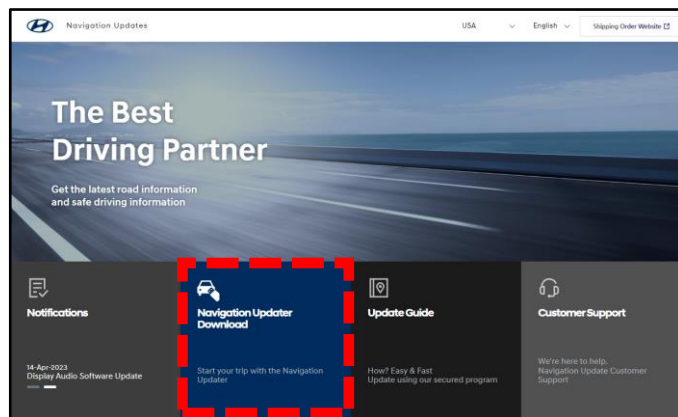 Navigation Updates
USA
English
Shipping Order Website
The Best
Driving Partner
Get the latest road information
and safe driving information
Notifications
14-Apr-2023
Display Audio Software Update
Navigation Updater
Download
Start your trip with the Navigation
Updater
Update Guide
How? Easy & Fast
Update using our secured program
Customer Support
We're here to help.
Navigation Update Customer
Support